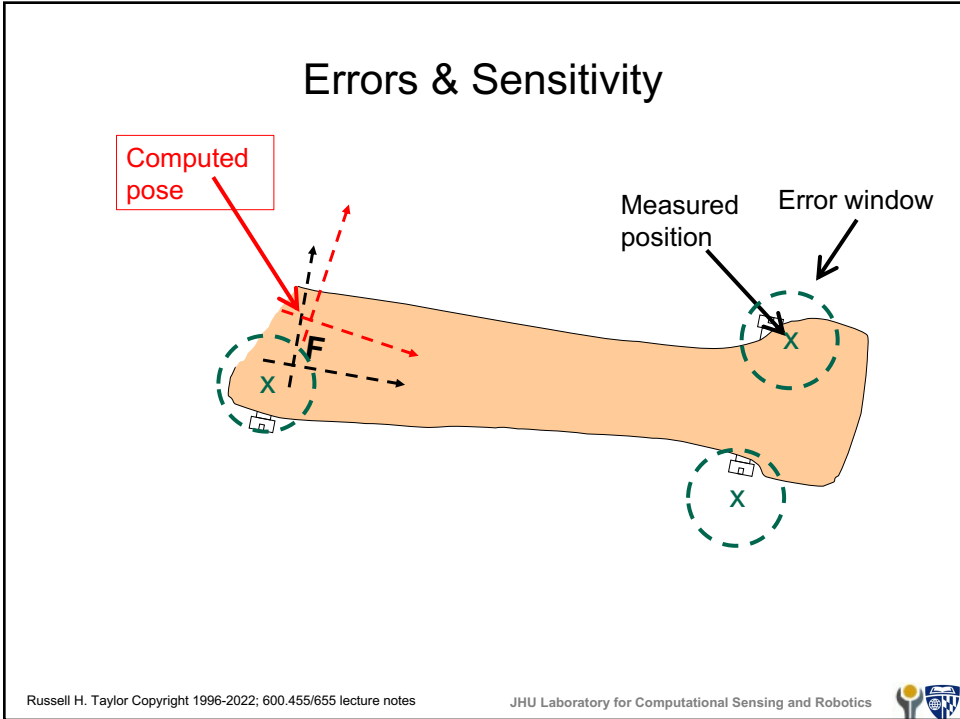 Errors & Sensitivity
Computed
pose
Measured
position
Error window
F
x
x
x
Russell H. Taylor Copyright 1996-2022; 600.455/655 lecture notes
JHU Laboratory for Computational Sensing and Robotics